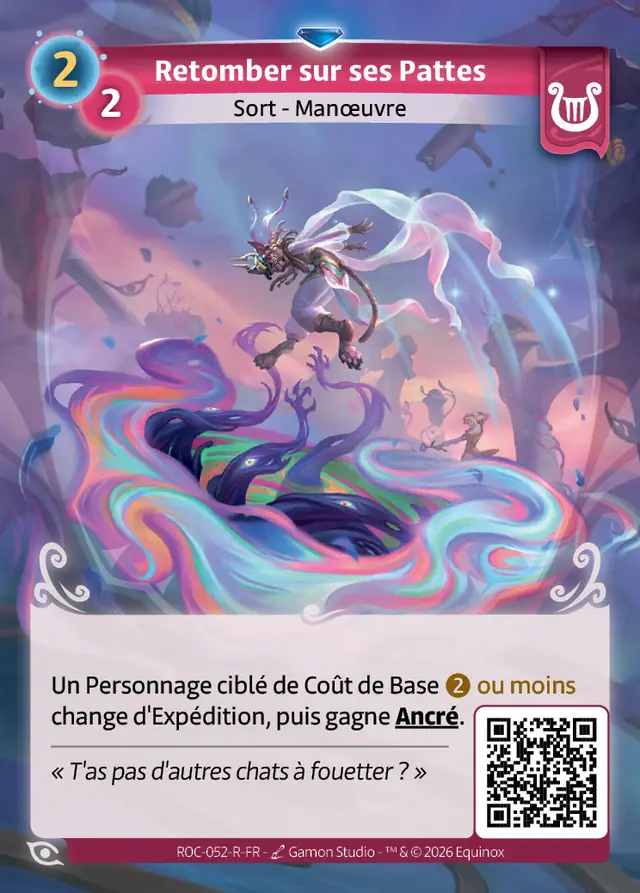 2
2
Retomber sur ses Pattes
Sort - Manœuvre
Un Personnage ciblé de Coût de Base 2 ou moins
change d'Expédition, puis gagne Ancré.
« T'as pas d'autres chats à fouetter ? »
ROC-052-R-FR - Gamon Studio - ™ & © 2026 Equinox